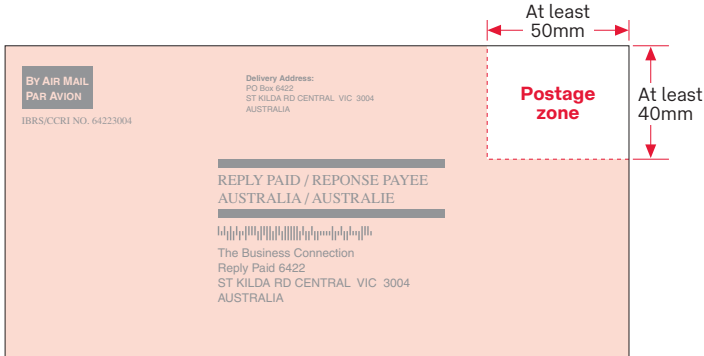 At least
50mm
BY AIR MAIL
PAR AVION
IBRS/CCRI NO. 64223004
Delivery Address:
PO Box 6422
ST KILDA RD CENTRAL  VIC  3004
AUSTRALIA
Postage
zone
At least
40mm
REPLY PAID / REPONSE PAYEE
AUSTRALIA / AUSTRALIE
The Business Connection
Reply Paid 6422
ST KILDA RD CENTRAL  VIC  3004
AUSTRALIA